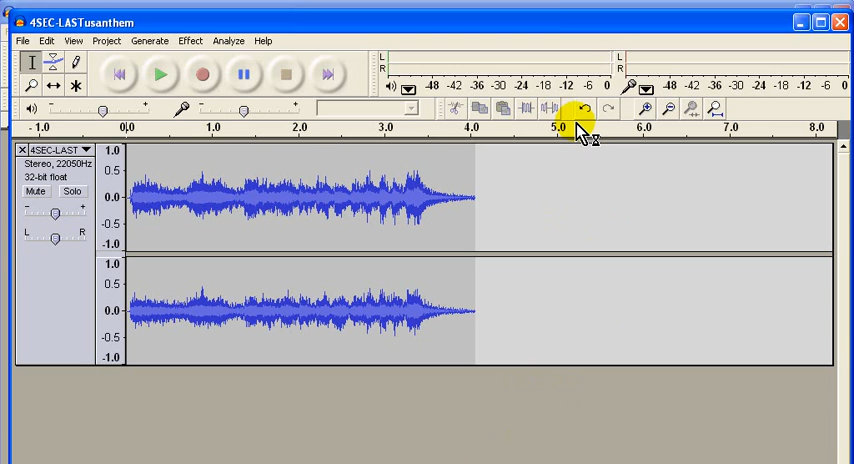 4SEC-LASTusanthem
File Edit View Project Generate Effect Analyze Help
L
R
-48 -42 -36 -30 -24 -18 -12 -6 0
L
R
-48 -42 -36 -30 -24 -18 -12 -6 0
- +
- +
- 1.0 0.0 1.0 2.0 3.0 4.0 5.0 6.0 7.0 8.0
4SEC-LAST
Stereo, 22050Hz
32-bit float
Mute Solo
- +
L R
1.0
0.5
0.0
-0.5
-1.0
1.0
0.5
0.0
-0.5
-1.0